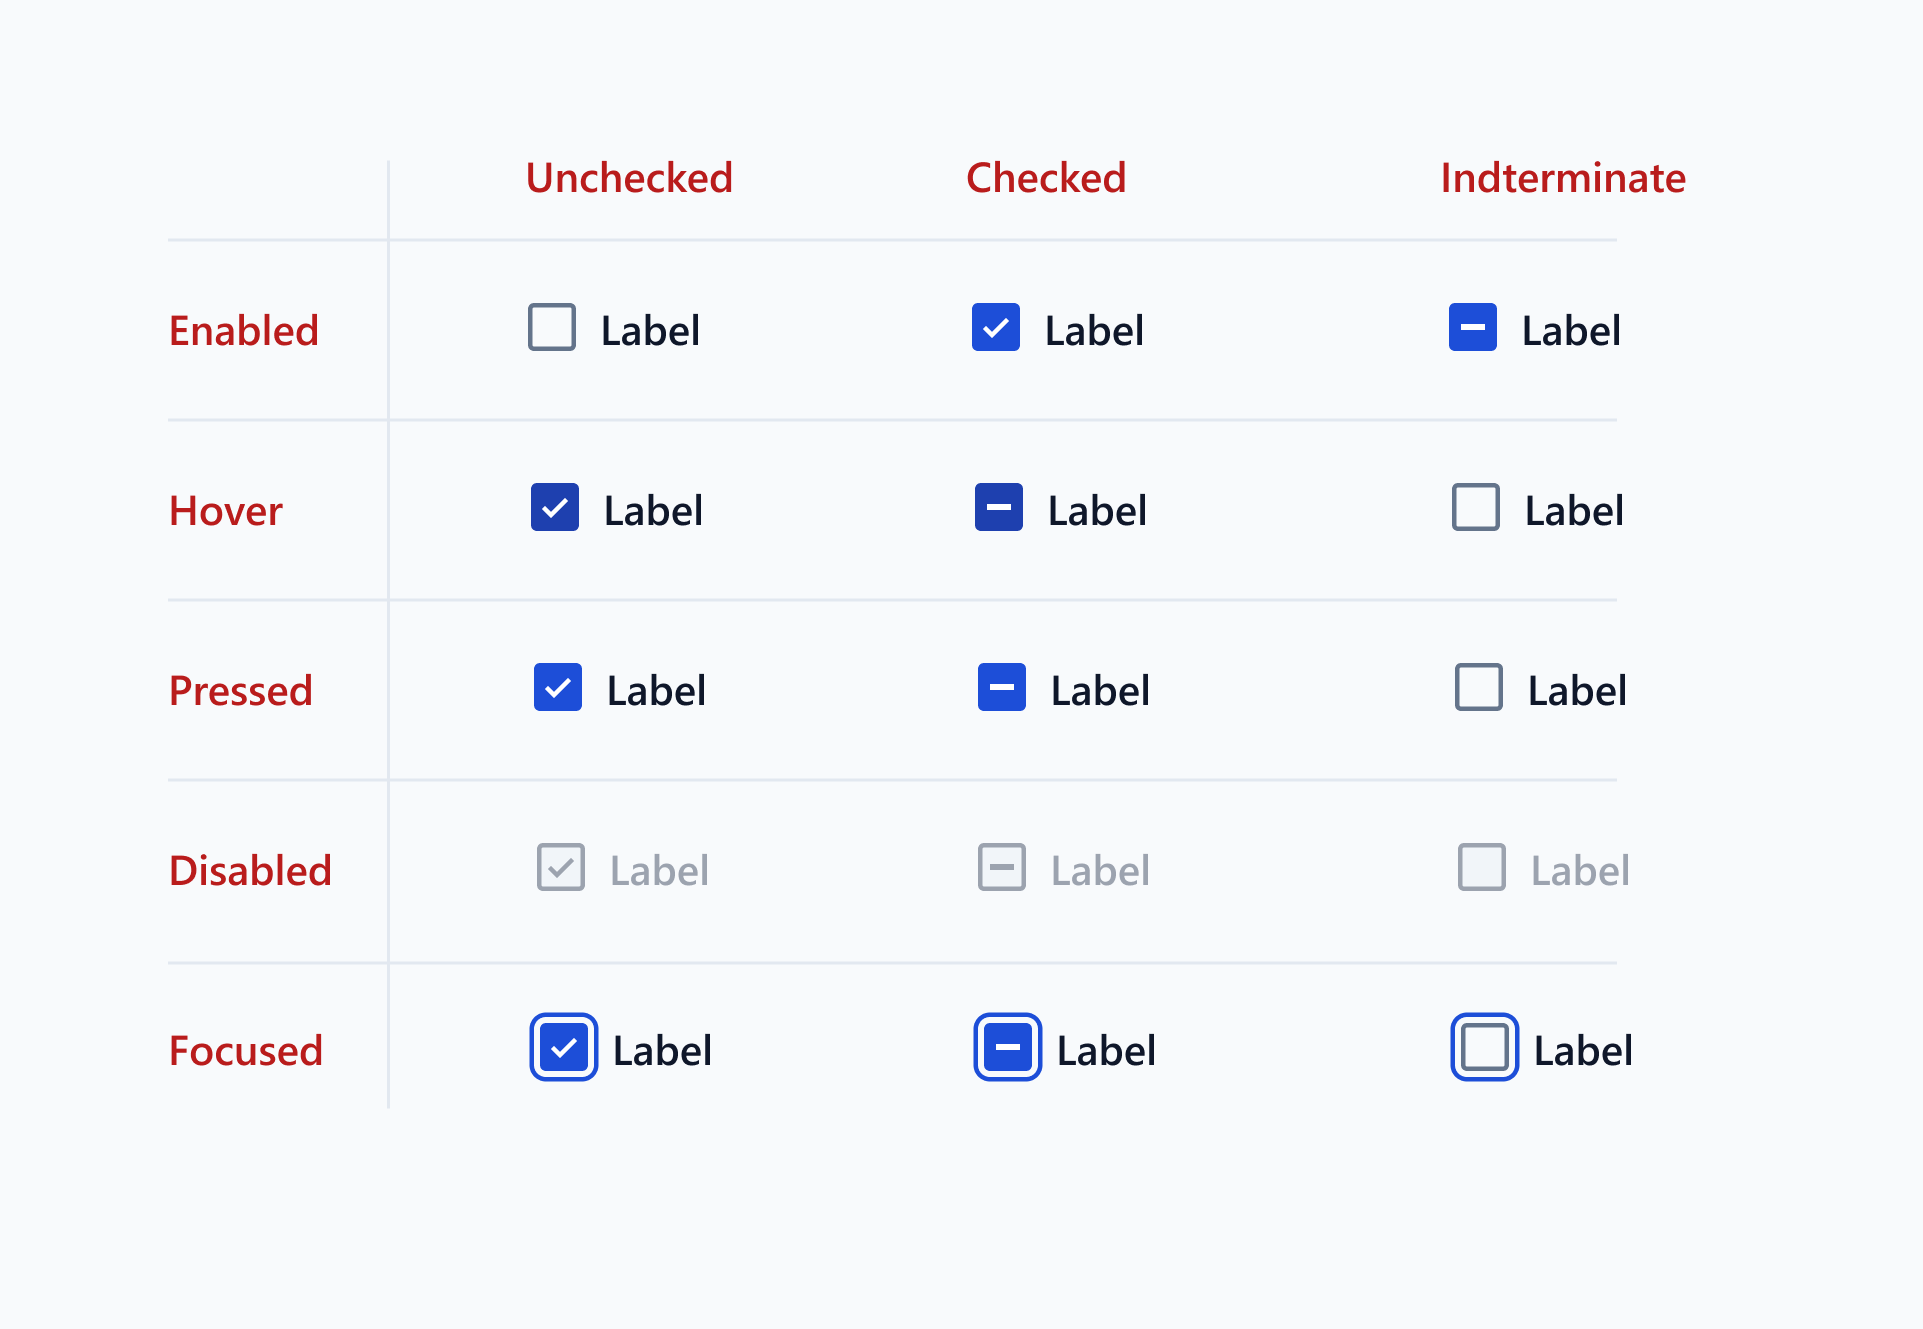 Unchecked Checked Indterminate
Enabled Label Label Label
Hover Label Label Label
Pressed Label Label Label
Disabled Label Label Label
Focused Label Label Label